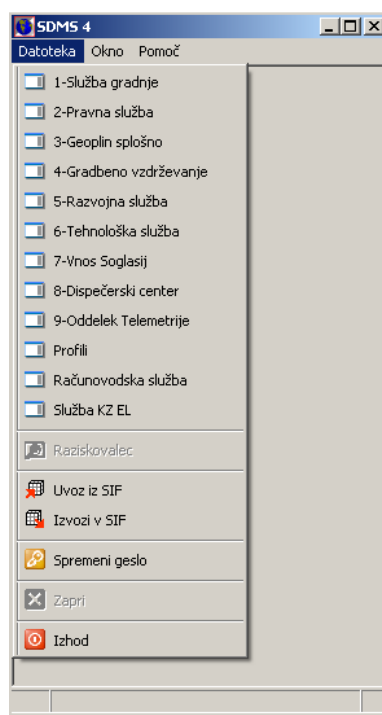 SDMS 4
Datoteka Okno Pomoč
1-Služba gradnje
2-Pravna služba
3-Geoplin splošno
4-Gradbeno vzdrževanje
5-Razvojna služba
6-Tehnološka služba
7-Vnos Soglasij
8-Dispečerski center
9-Oddelek Telemetrije
Profili
Računovodska služba
Služba KZ EL
Raziskovalec
Uvoz iz SIF
Izvozi v SIF
Spremeni geslo
Zapri
Izhod